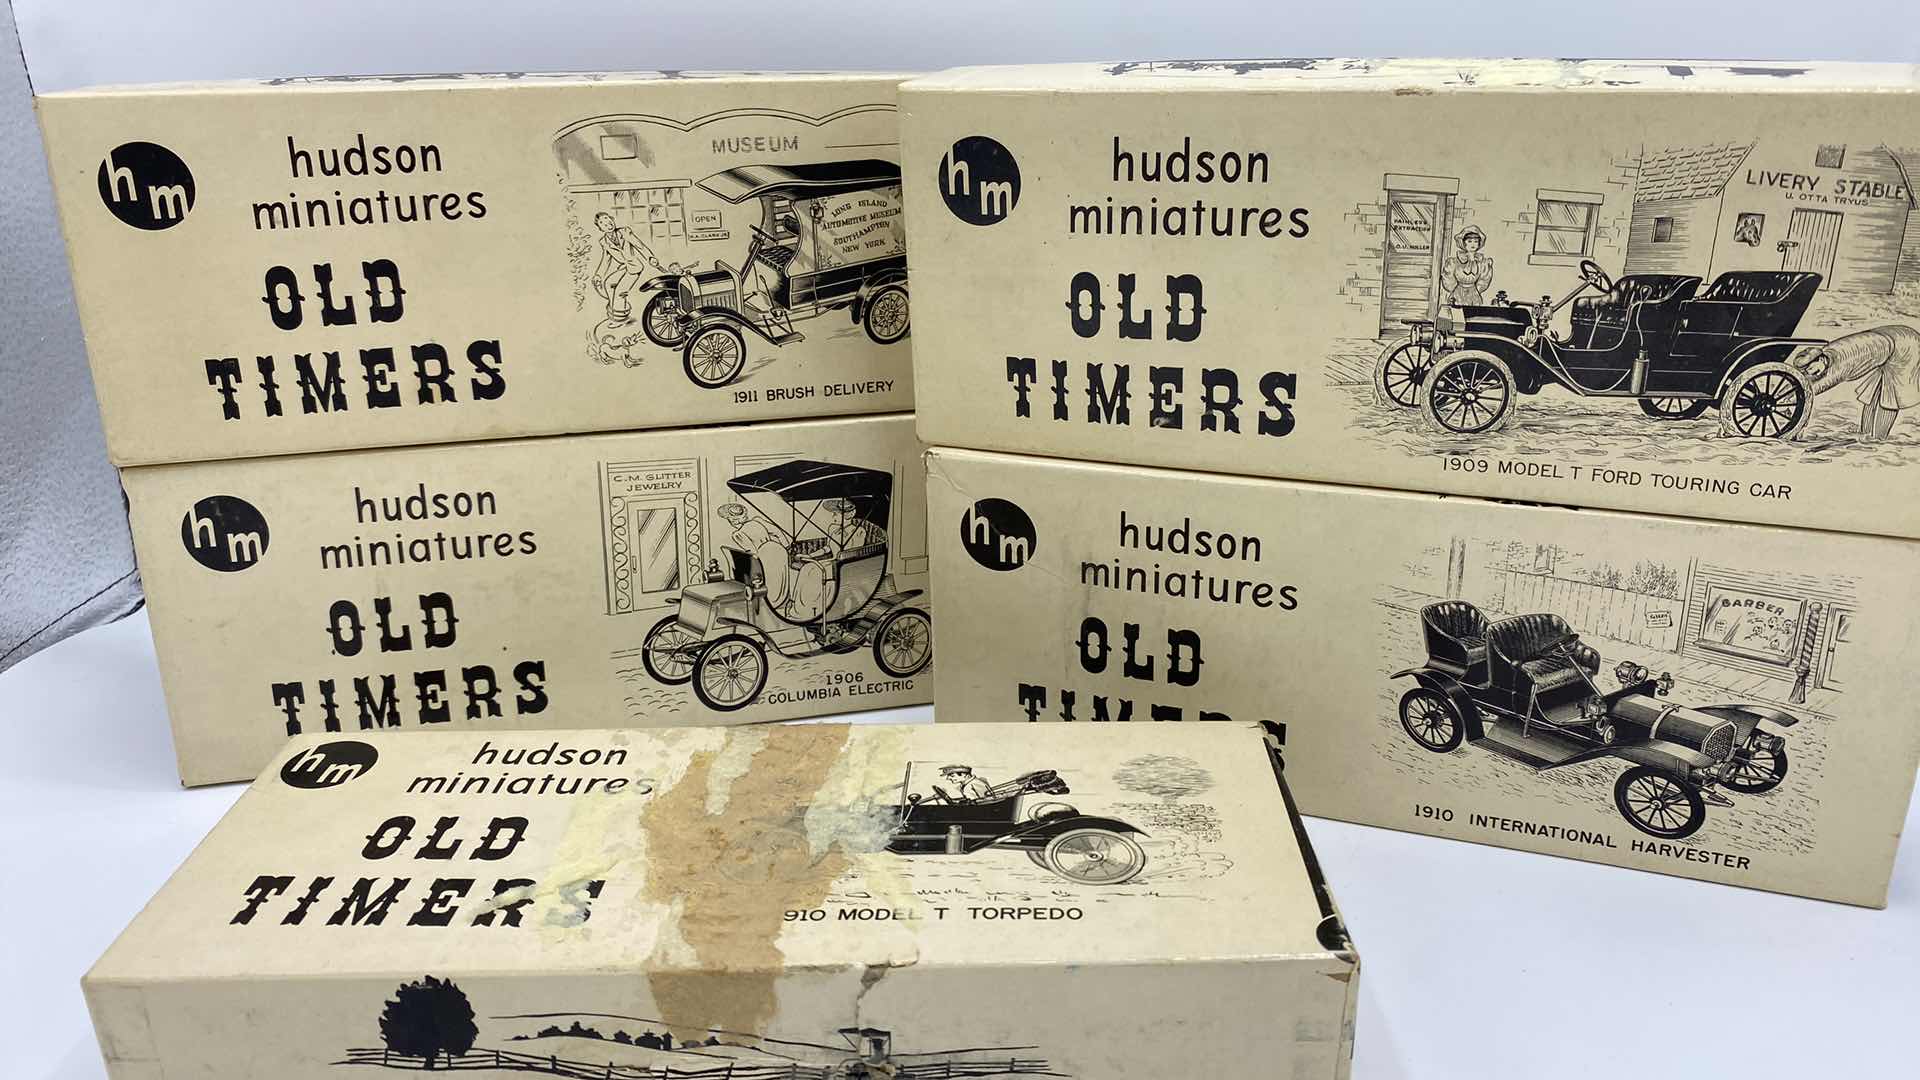 hm
hudson
miniatures
OLD
TIMERS
MUSEUM
OPEN
LONG ISLAND
AUTOMOTIVE MUSEUM
SOUTHAMPTON
NEW YORK
1911 BRUSH DELIVERY
hm
hudson
miniatures
OLD
TIMERS
LIVERY STABLE
U. OTTA TRYUS
PAINLESS
EXTRACTION
1909 MODEL T FORD TOURING CAR
hm
hudson
miniatures
OLD
TIMERS
C.M. GLITTER
JEWELRY
1906
COLUMBIA ELECTRIC
hm
hudson
miniatures
OLD
TIMERS
BARBER
1910 INTERNATIONAL HARVESTER
hm
hudson
miniatures
OLD
TIMERS
910 MODEL T TORPEDO